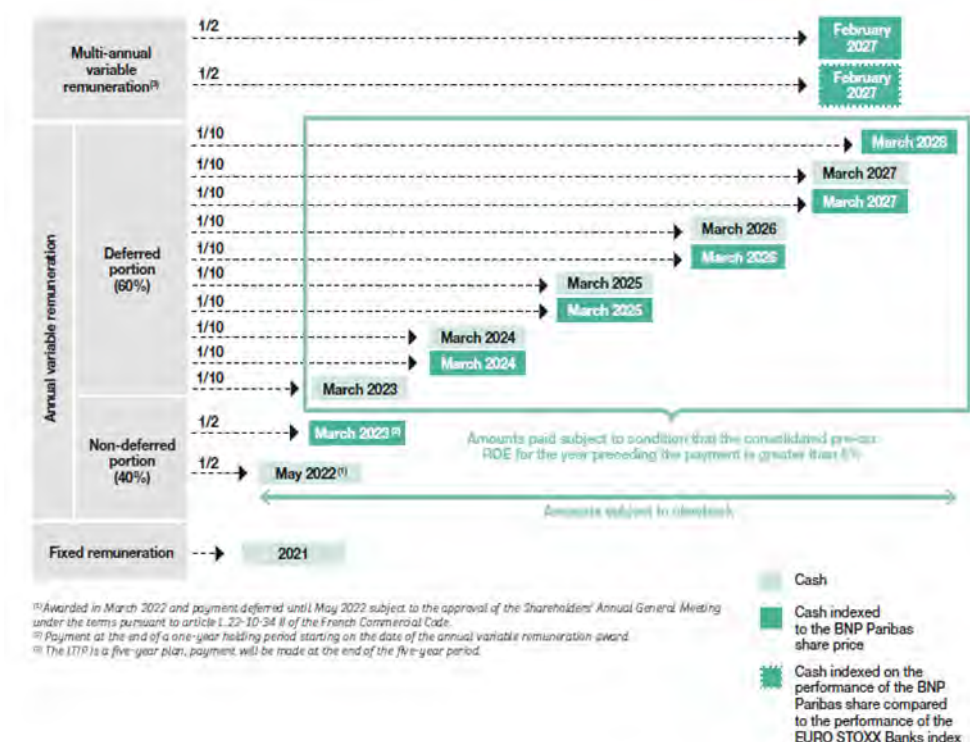 Multi-annual
variable
remuneration(3)
1/2
February
2027
1/2
February
2027
Annual variable remuneration
Deferred
portion
(60%)
1/10
March 2028
1/10
March 2027
1/10
March 2027
1/10
March 2026
1/10
March 2026
1/10
March 2025
1/10
March 2025
1/10
March 2024
1/10
March 2024
1/10
March 2023
Non-deferred
portion
(40%)
1/2
March 2023(2)
1/2
May 2022(1)
Amounts paid subject to condition that the consolidated pre-tax
ROE for the year preceding the payment is greater than 5%
Amounts subject to clawback
Fixed remuneration
2021
Cash
Cash indexed
to the BNP Paribas
share price
Cash indexed on the
performance of the BNP
Paribas share compared
to the performance of the
EURO STOXX Banks index
(1) Awarded in March 2022 and payment deferred until May 2022 subject to the approval of the Shareholders' Annual General Meeting
under the terms pursuant to article L.22-10-34 II of the French Commercial Code.
(2) Payment at the end of a one-year holding period starting on the date of the annual variable remuneration award.
(3) The LTIP is a five-year plan, payment will be made at the end of the five-year period.